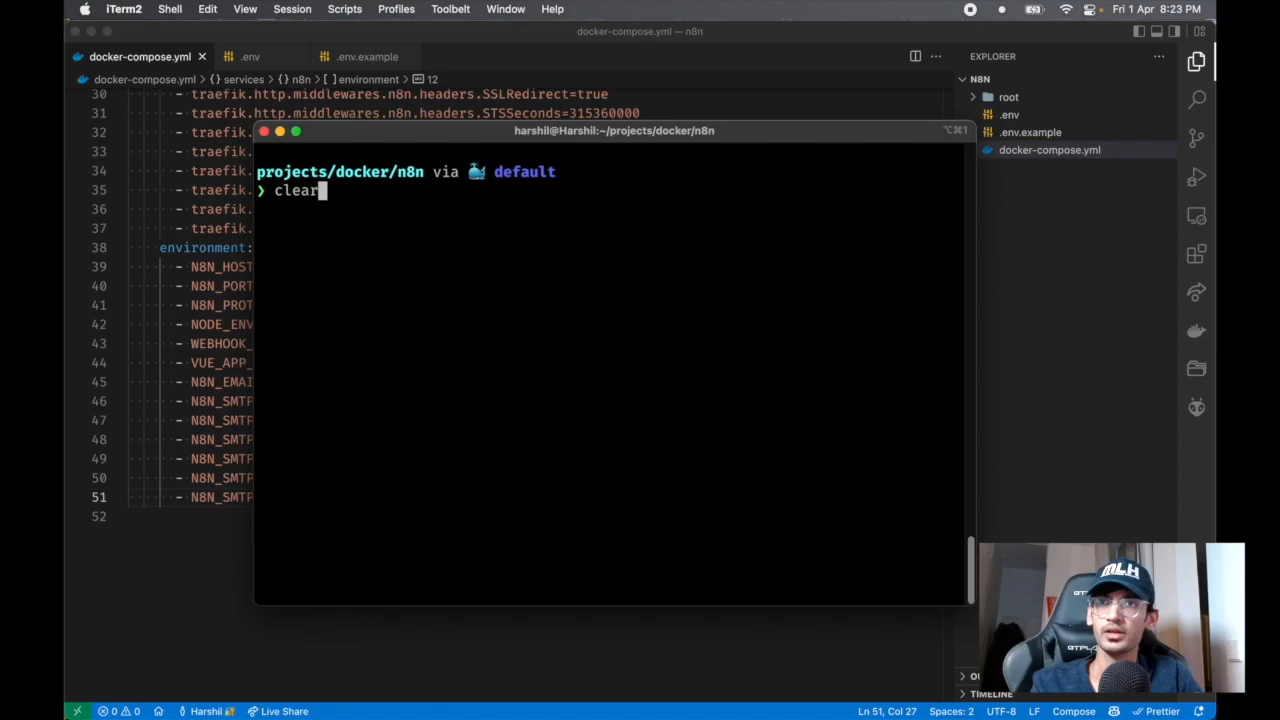 iTerm2 Shell Edit View Session Scripts Profiles Toolbelt Window Help Fri 1 Apr 8:23 PM
docker-compose.yml — n8n
docker-compose.yml .env .env.example EXPLORER
docker-compose.yml > {} services > {} n8n > [ ] environment > 12
N8N
root
.env
.env.example
docker-compose.yml
30 - traefik.http.middlewares.n8n.headers.SSLRedirect=true
31 - traefik.http.middlewares.n8n.headers.STSSeconds=315360000
32 - traefik.
33 - traefik.
34 - traefik.
35 - traefik.
36 - traefik.
37 - traefik.
38 environment:
39 - N8N_HOST
40 - N8N_PORT
41 - N8N_PROT
42 - NODE_ENV
43 - WEBHOOK_
44 - VUE_APP_
45 - N8N_EMAI
46 - N8N_SMTP
47 - N8N_SMTP
48 - N8N_SMTP
49 - N8N_SMTP
50 - N8N_SMTP
51 - N8N_SMTP
52
harshil@Harshil:~/projects/docker/n8n ⌥⌘1
projects/docker/n8n via 🐳 default
❯ clear
MLH
OU
TIMELINE
0 0 Harshil Live Share Ln 51, Col 27 Spaces: 2 UTF-8 LF Compose Prettier